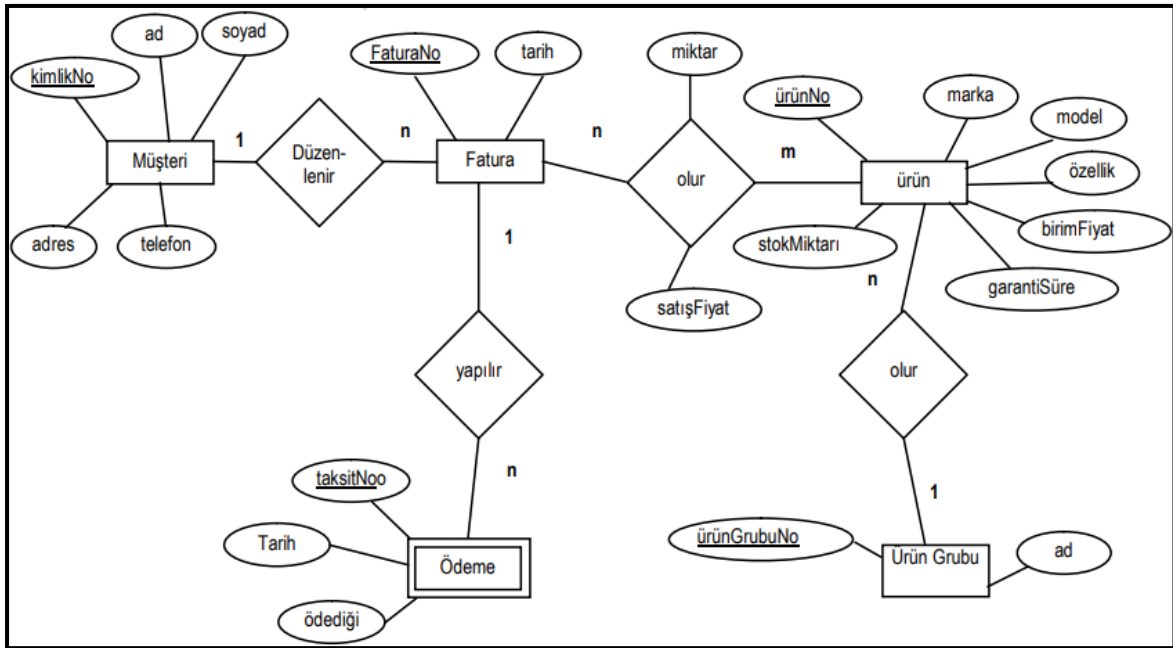 ad
soyad
kimlikNo
Müşteri
adres
telefon
1
Düzen-
lenir
n
FaturaNo
tarih
Fatura
n
miktar
olur
satışFiyat
m
ürünNo
marka
model
özellik
birimFiyat
garantiSüre
stokMiktarı
ürün
1
yapılır
n
taksitNoo
Tarih
ödediği
Ödeme
n
olur
1
ürünGrubuNo
Ürün Grubu
ad